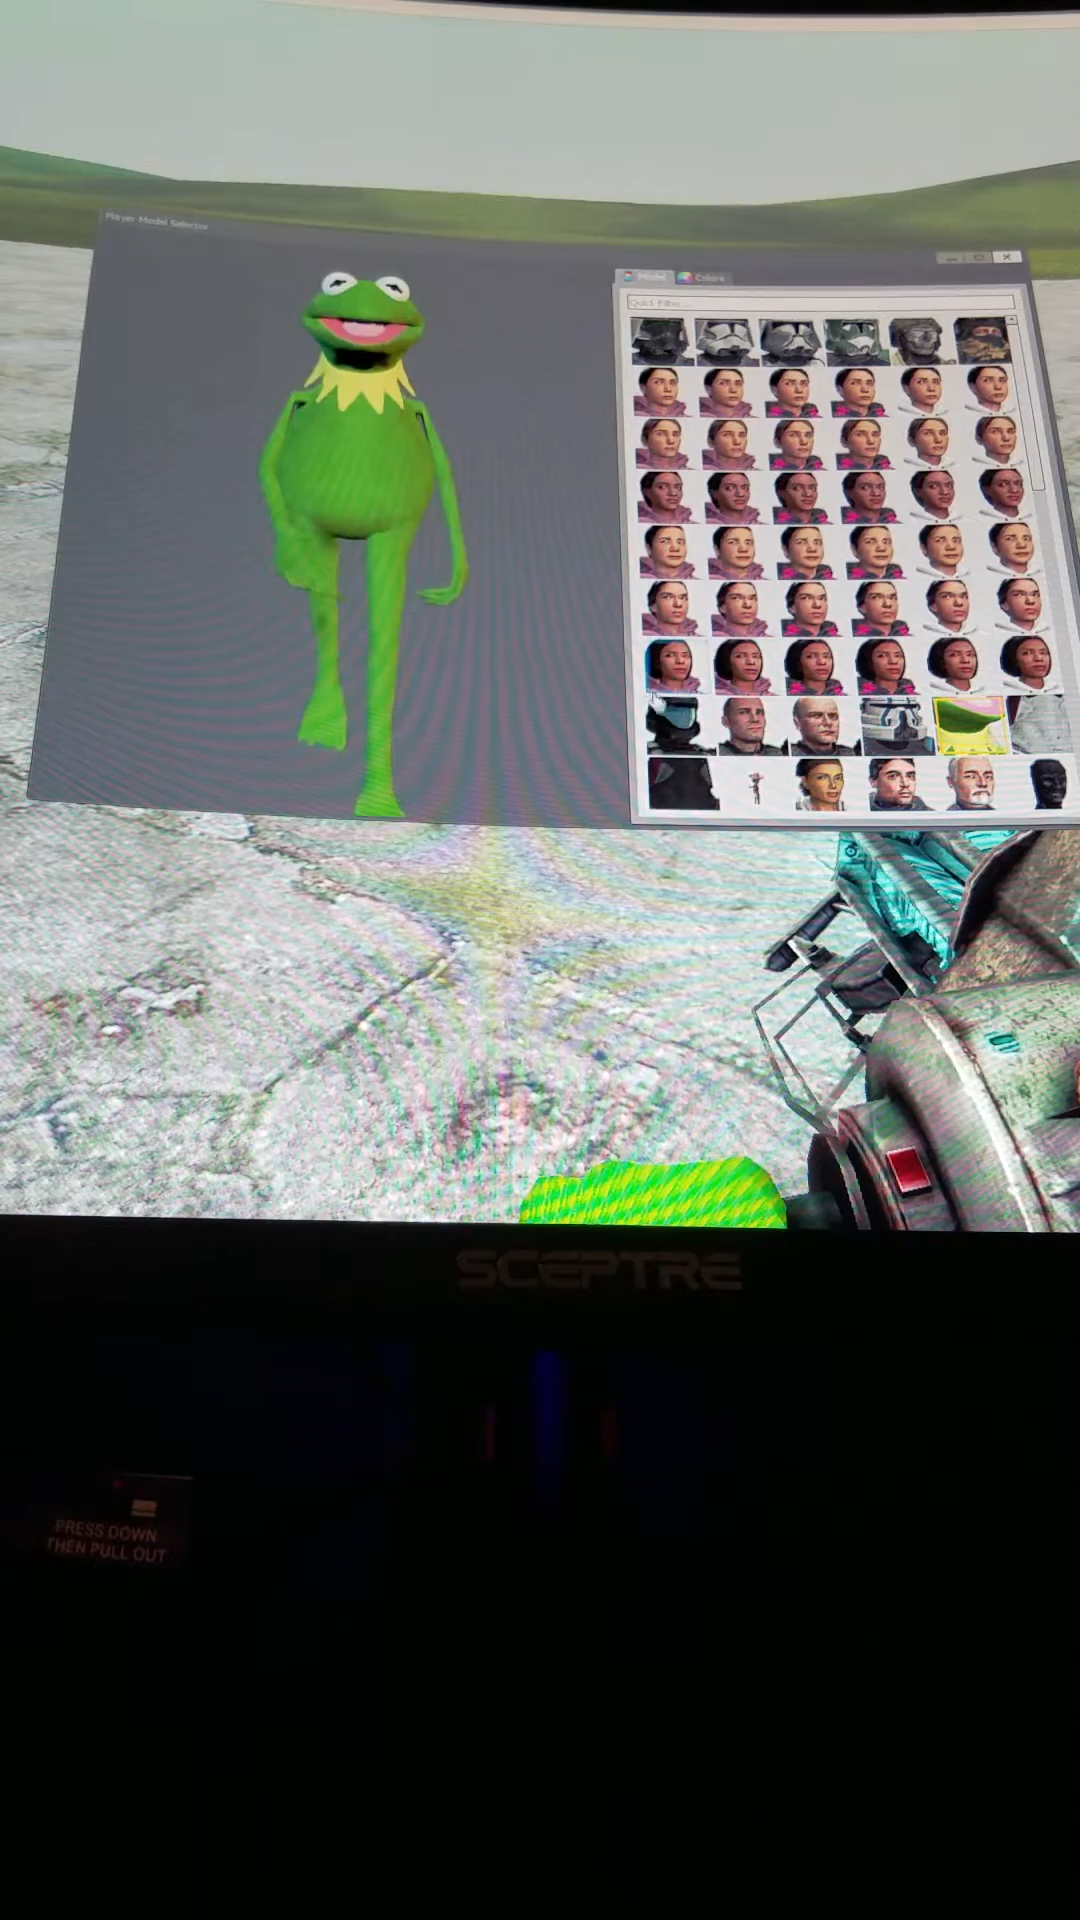 Player Model Selector
Model
Colors
Quick Filter...
SCEPTRE
PRESS DOWN
THEN PULL OUT